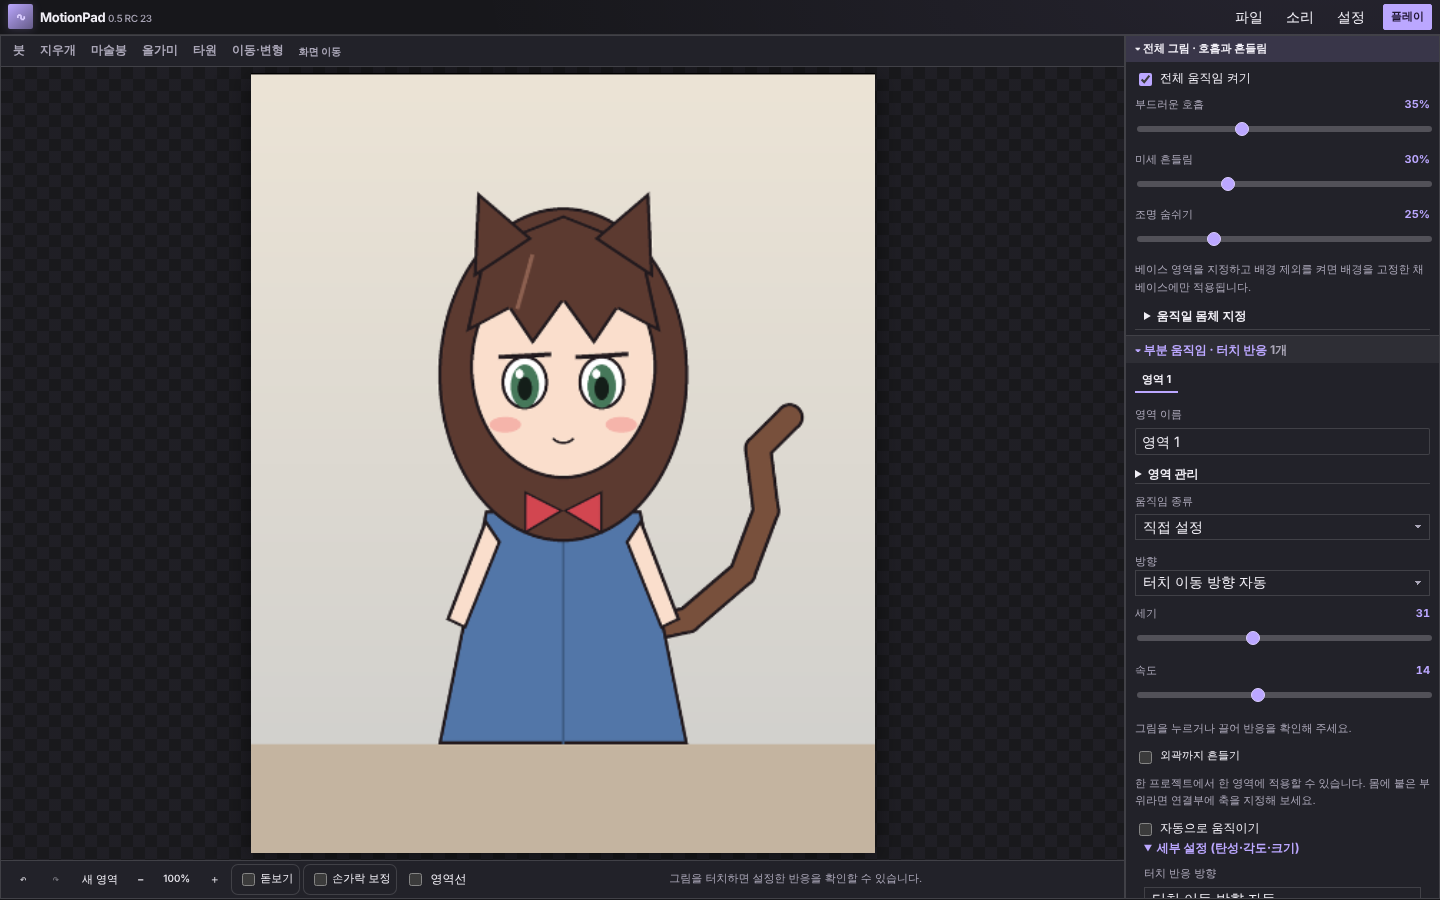 MotionPad 0.5 RC 23
파일 소리 설정 플레이
붓 지우개 마술봉 올가미 타원 이동·변형 화면 이동
전체 그림 · 호흡과 흔들림
전체 움직임 켜기
부드러운 호흡 35%
미세 흔들림 30%
조명 숨쉬기 25%
베이스 영역을 지정하고 배경 제외를 켜면 배경을 고정한 채
베이스에만 적용됩니다.
움직일 몸체 지정
부분 움직임 · 터치 반응 1개
영역 1
영역 이름
영역 1
영역 관리
움직임 종류
직접 설정
방향
터치 이동 방향 자동
세기 31
속도 14
그림을 누르거나 끌어 반응을 확인해 주세요.
외곽까지 흔들기
한 프로젝트에서 한 영역에 적용할 수 있습니다. 몸에 붙은 부
위라면 연결부에 축을 지정해 보세요.
자동으로 움직이기
세부 설정 (탄성·각도·크기)
터치 반응 방향
터치 이동 방향 자동
새 영역 − 100% + 돋보기 손가락 보정 영역선
그림을 터치하면 설정한 반응을 확인할 수 있습니다.